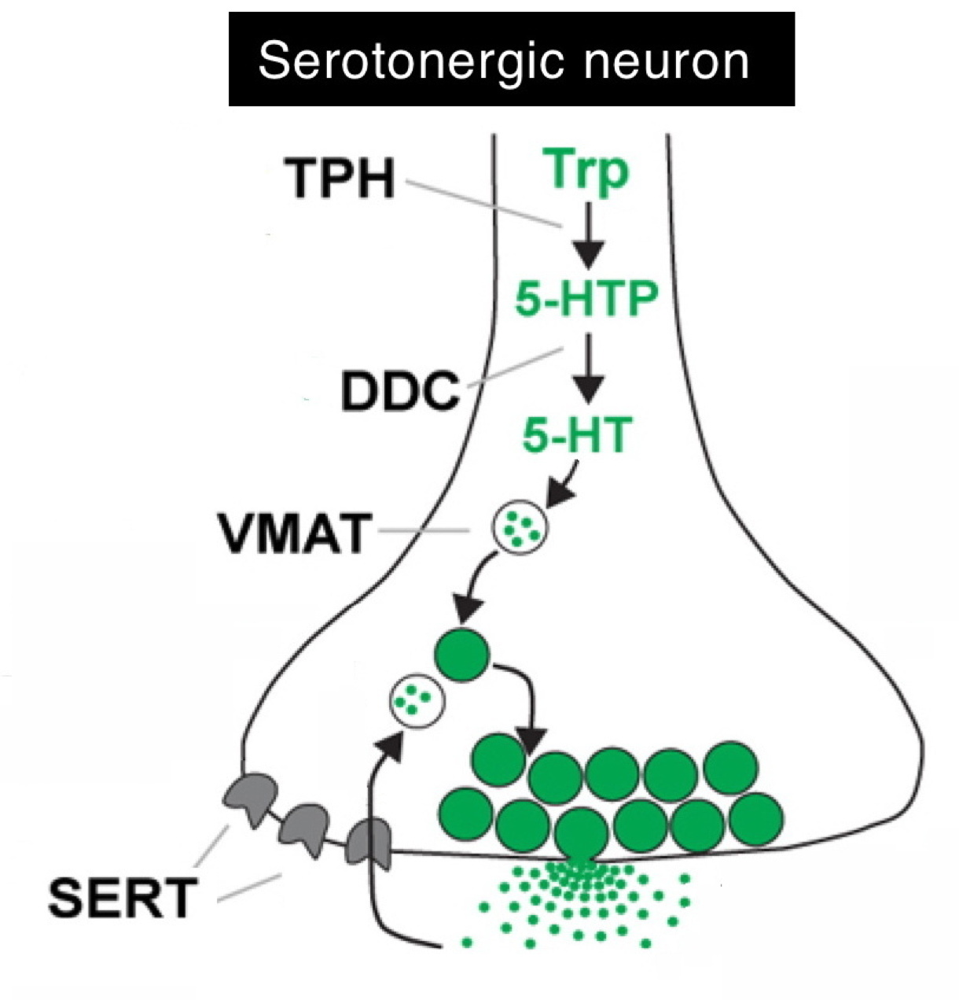 Serotonergic neuron
TPH
Trp
5-HTP
DDC
5-HT
VMAT
SERT